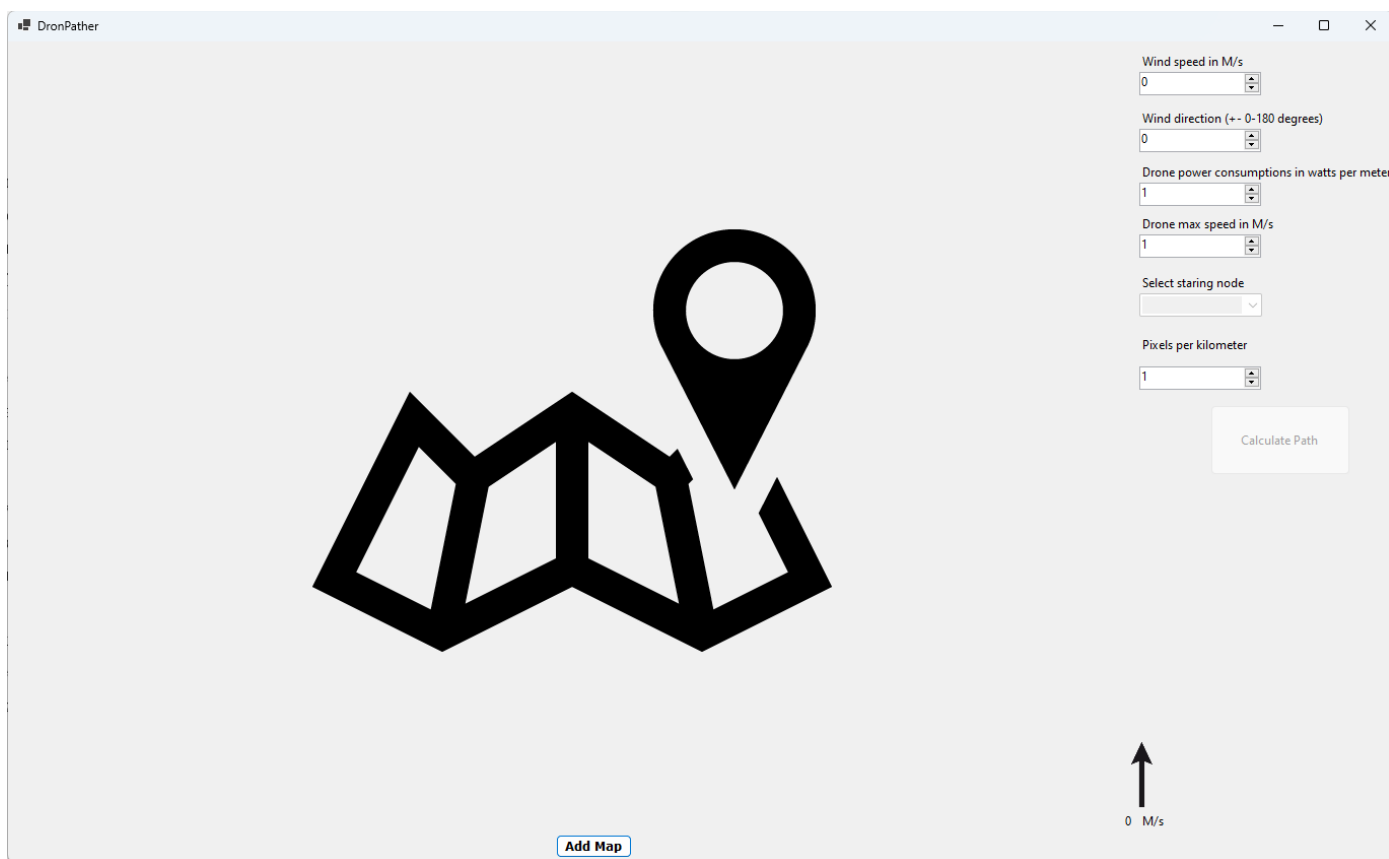 DronPather
Wind speed in M/s
0
Wind direction (+- 0-180 degrees)
0
Drone power consumptions in watts per meter
1
Drone max speed in M/s
1
Select staring node
Pixels per kilometer
1
Calculate Path
0 M/s
Add Map